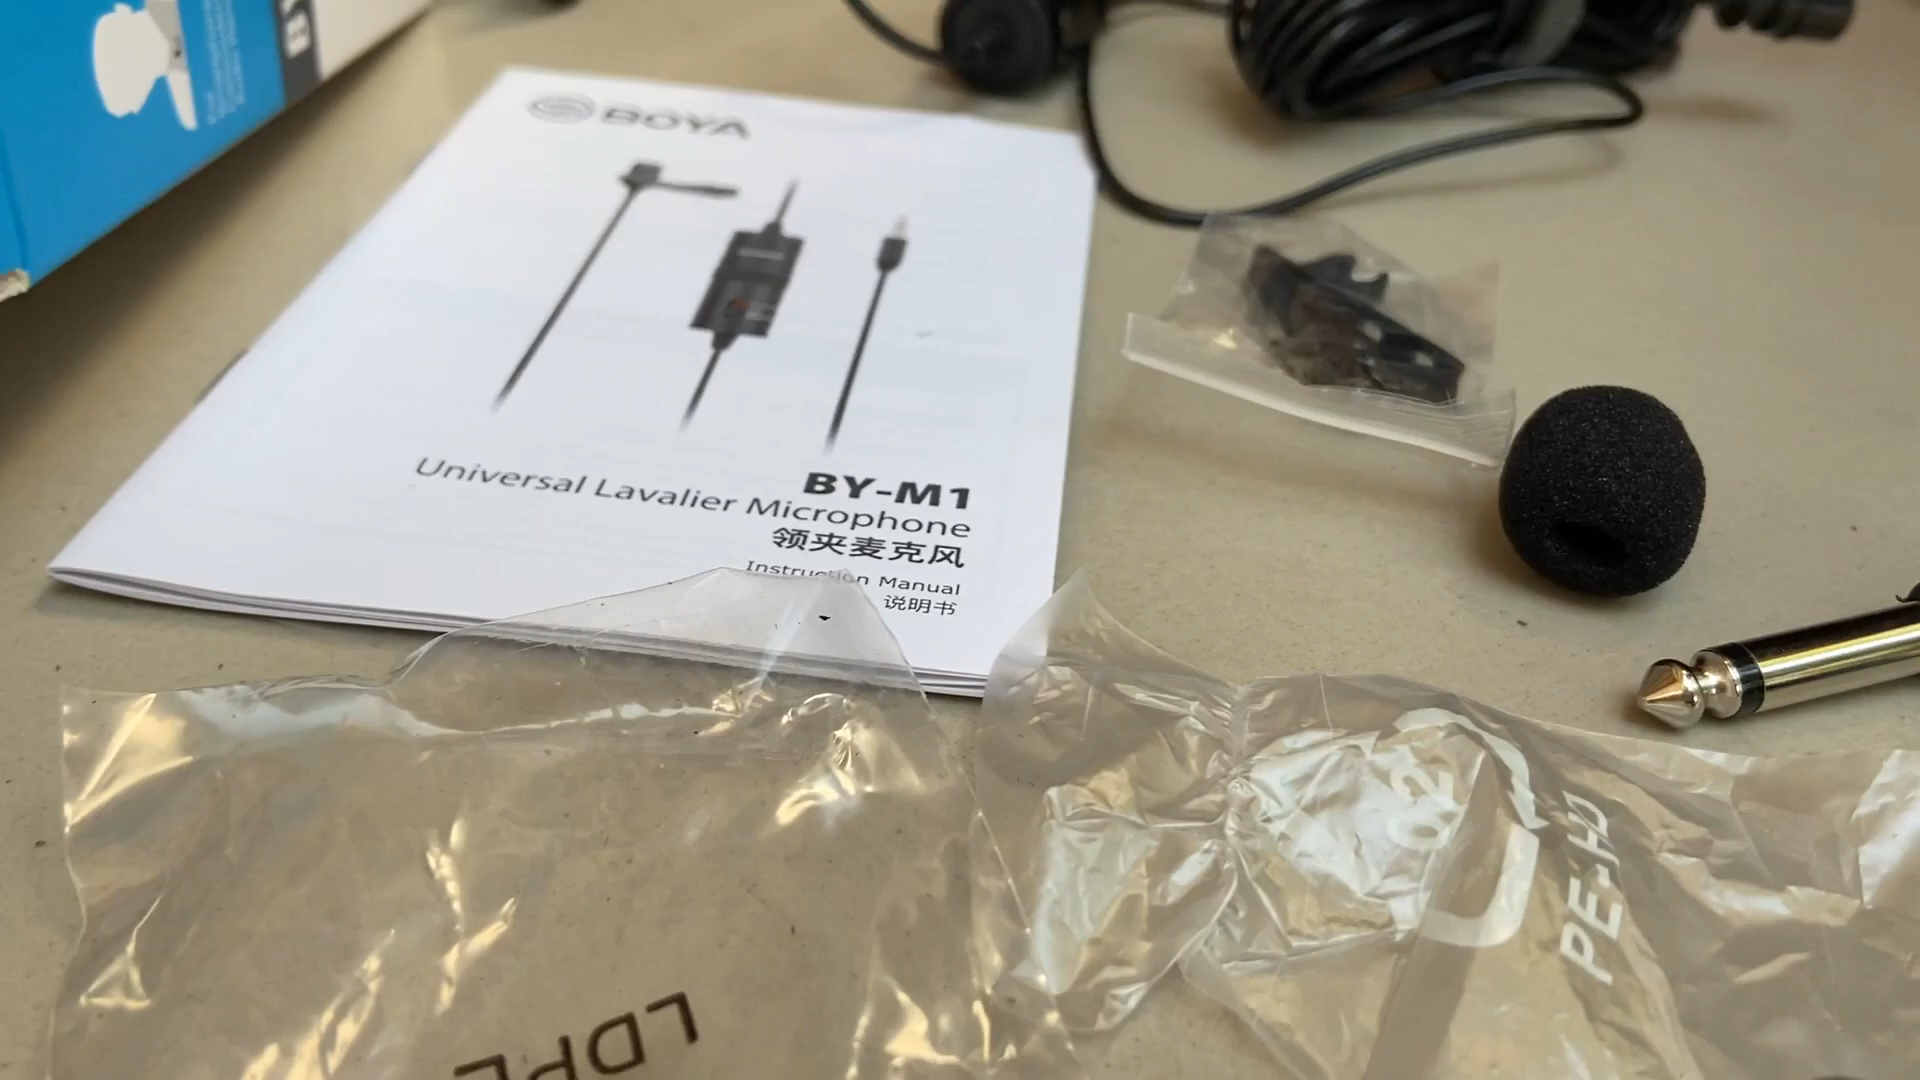 BOYA
BY-M1
Universal Lavalier Microphone
领夹麦克风
Instruction Manual
说明书
02
PE-HD
LDPE